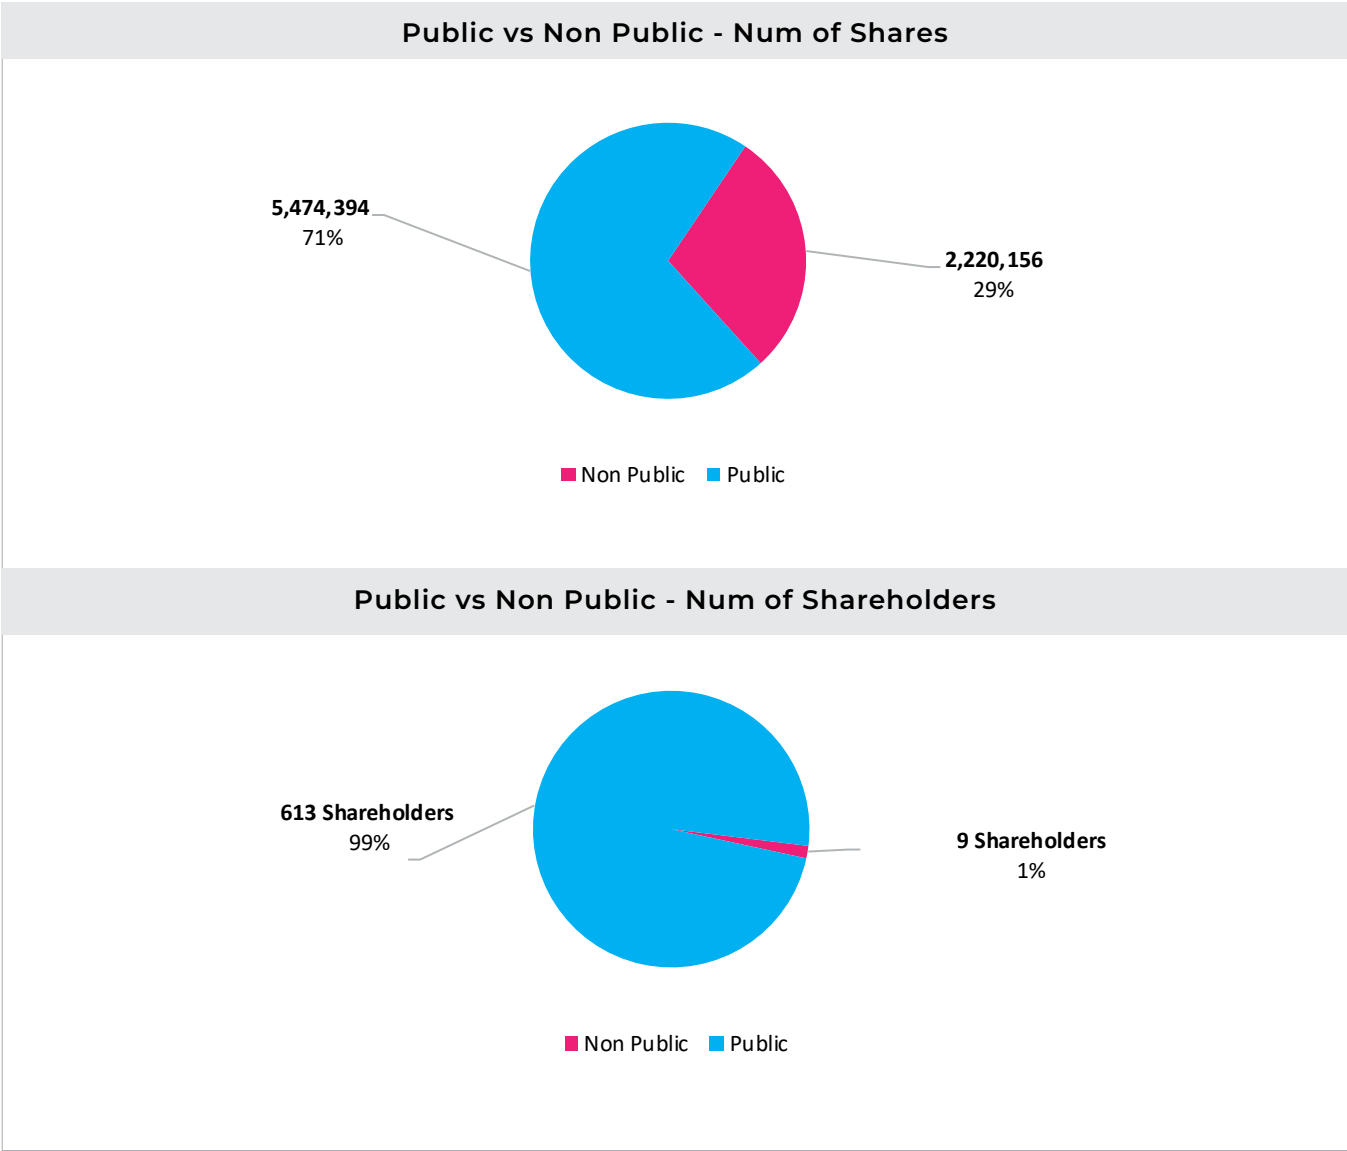 Public vs Non Public - Num of Shares
5,474,394
71%
2,220,156
29%
Non Public
Public
Public vs Non Public - Num of Shareholders
613 Shareholders
99%
9 Shareholders
1%
Non Public
Public